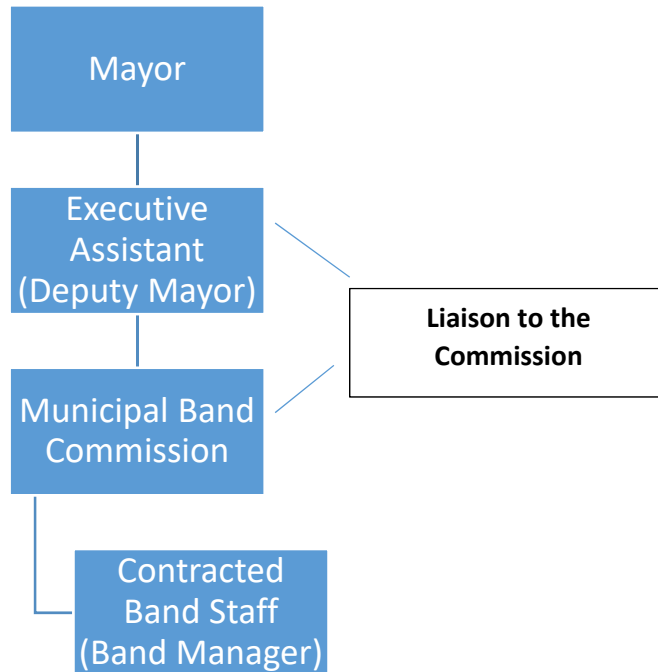 Mayor
Executive
Assistant
(Deputy Mayor)
Liaison to the
Commission
Municipal Band
Commission
Contracted
Band Staff
(Band Manager)